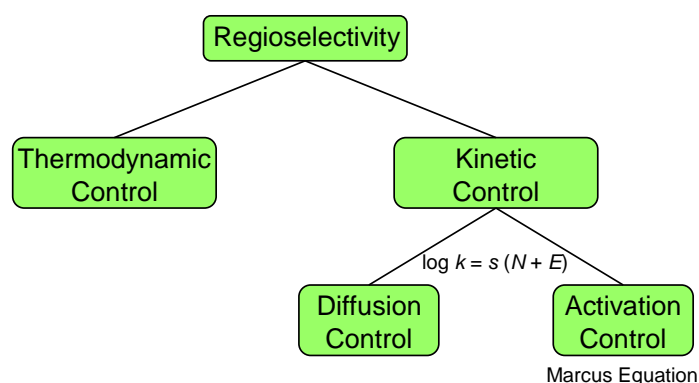 Regioselectivity
Thermodynamic
Control
Kinetic
Control
log k = s (N + E)
Diffusion
Control
Activation
Control
Marcus Equation